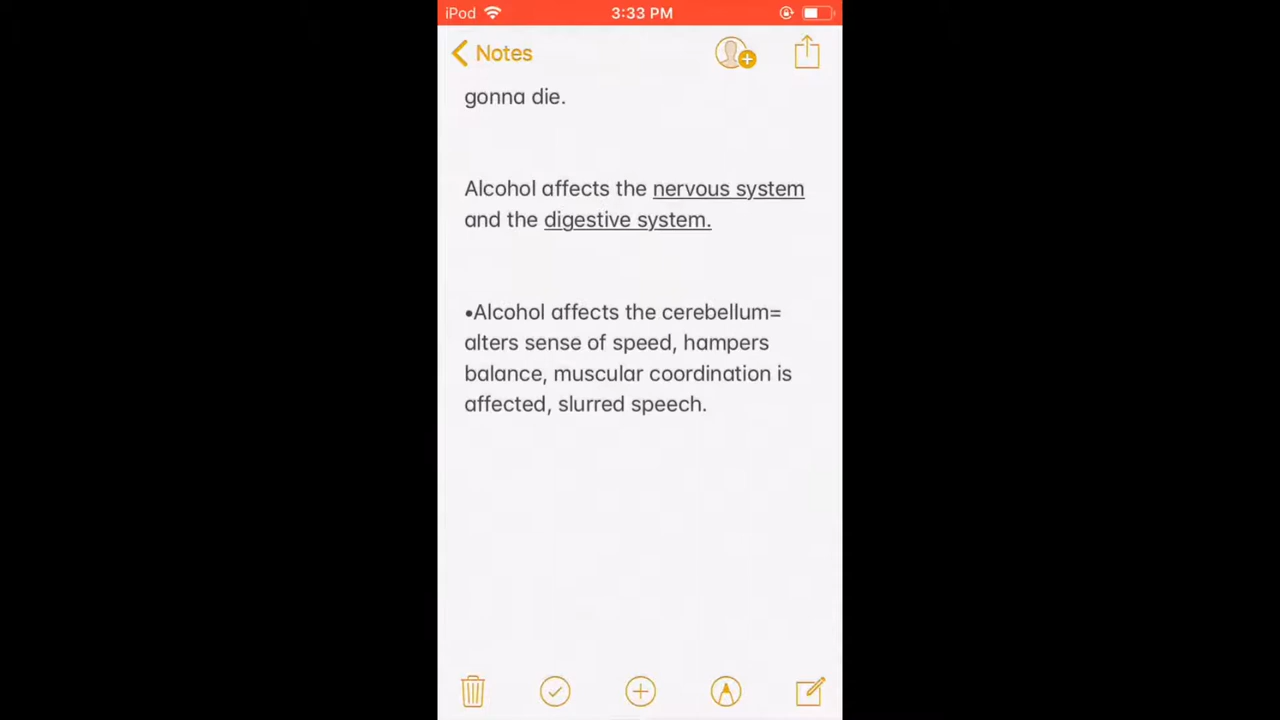 iPod 3:33 PM
Notes
gonna die.
Alcohol affects the nervous system
and the digestive system.
•Alcohol affects the cerebellum=
alters sense of speed, hampers
balance, muscular coordination is
affected, slurred speech.